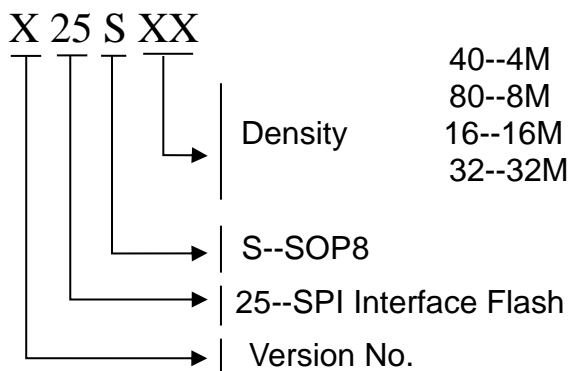 X 25 S XX
40--4M
80--8M
Density 16--16M
32--32M
S--SOP8
25--SPI Interface Flash
Version No.